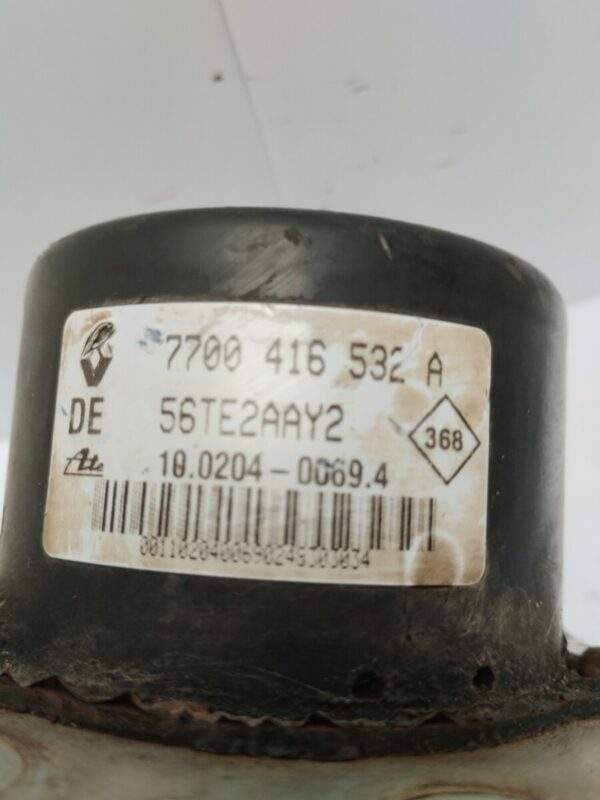 7700 416 532 A
DE 56TE2AAY2
368
Ate 10.0204-0069.4